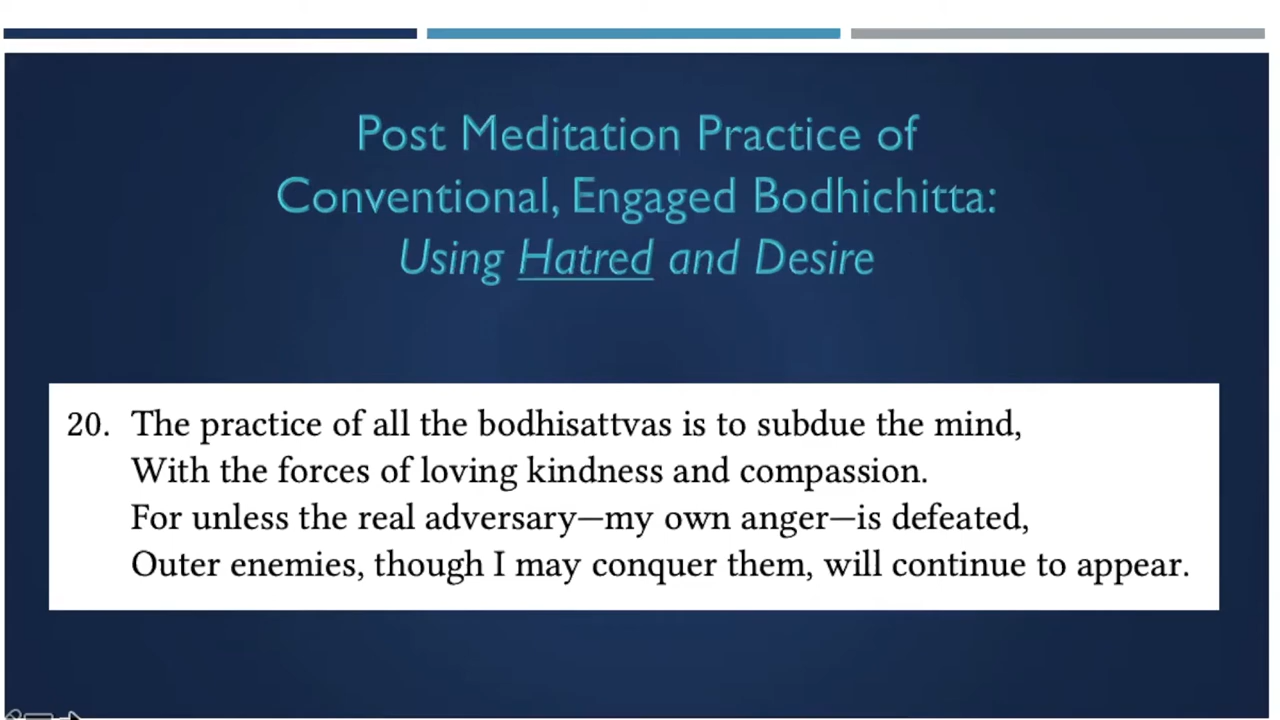 Post Meditation Practice of
Conventional, Engaged Bodhichitta:
Using Hatred and Desire
20. The practice of all the bodhisattvas is to subdue the mind,
With the forces of loving kindness and compassion.
For unless the real adversary—my own anger—is defeated,
Outer enemies, though I may conquer them, will continue to appear.